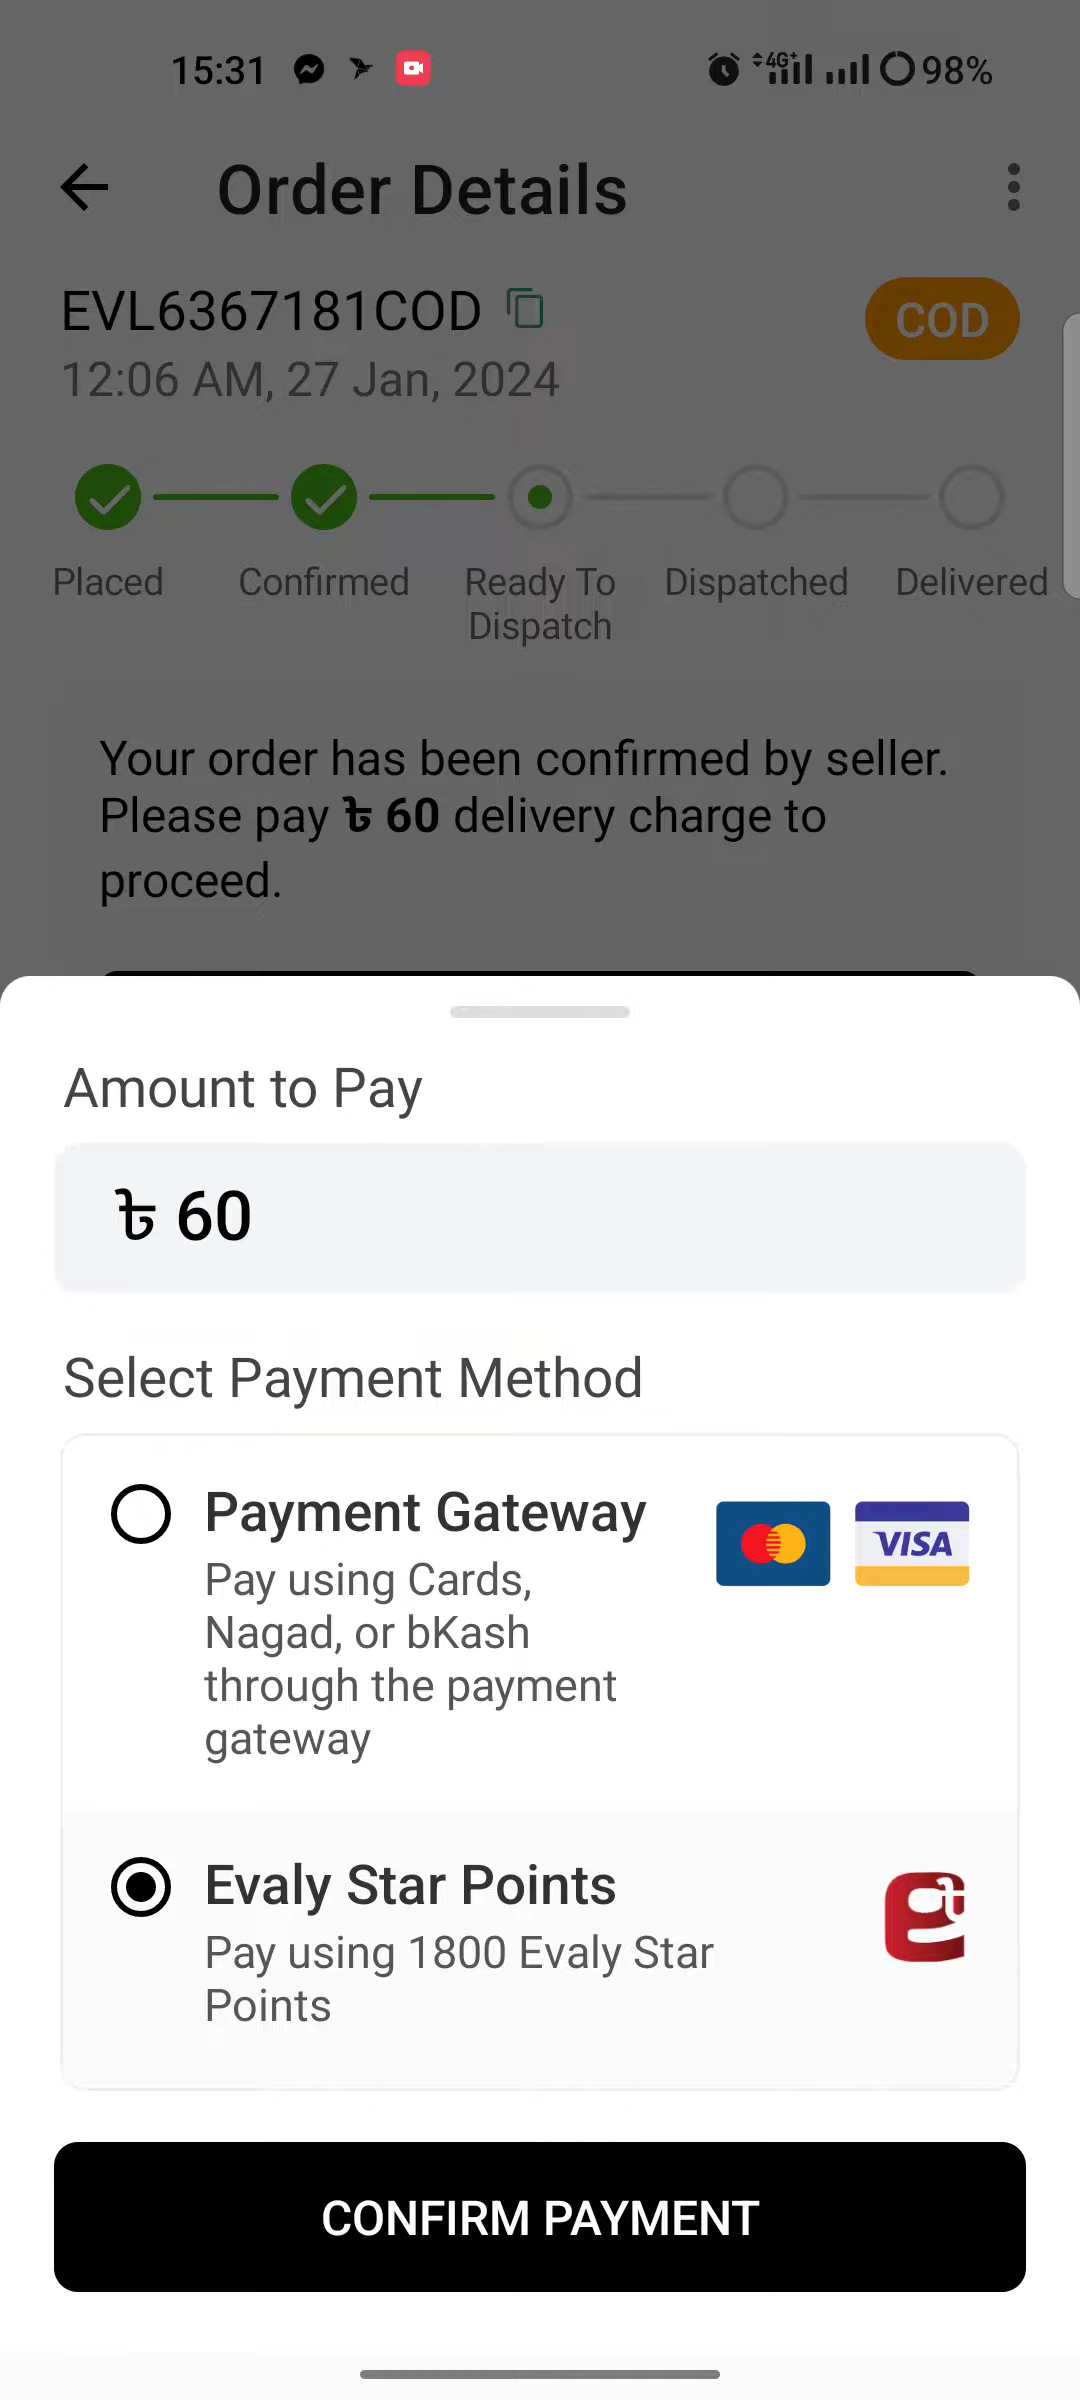 15:31
4G+
98%
Order Details
EVL6367181COD
COD
12:06 AM, 27 Jan, 2024
Placed
Confirmed
Ready To
Dispatch
Dispatched
Delivered
Your order has been confirmed by seller.
Please pay ৳ 60 delivery charge to
proceed.
Amount to Pay
৳ 60
Select Payment Method
Payment Gateway
VISA
Pay using Cards,
Nagad, or bKash
through the payment
gateway
Evaly Star Points
Pay using 1800 Evaly Star
Points
CONFIRM PAYMENT